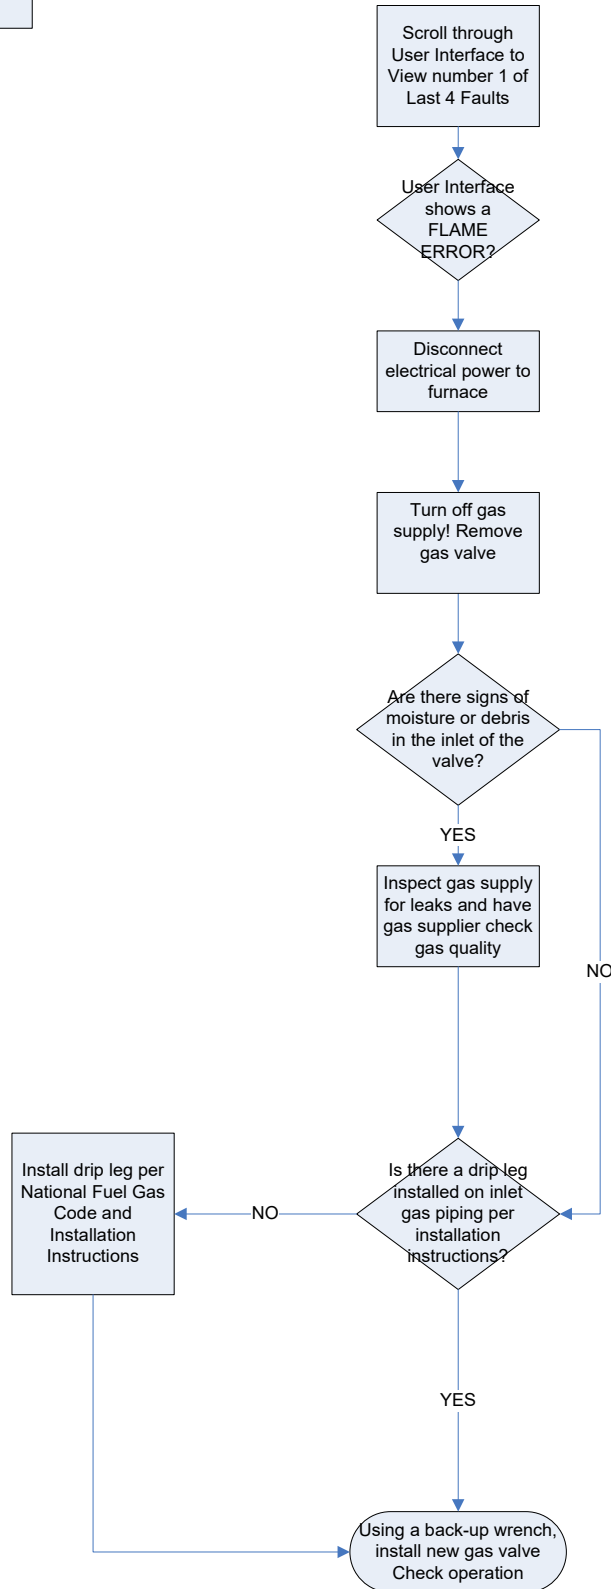 Scroll through
User Interface to
View number 1 of
Last 4 Faults
User Interface
shows a
FLAME
ERROR?
Disconnect
electrical power to
furnace
Turn off gas
supply! Remove
gas valve
Are there signs of
moisture or debris
in the inlet of the
valve?
YES
Inspect gas supply
for leaks and have
gas supplier check
gas quality
NO
Is there a drip leg
installed on inlet
gas piping per
installation
instructions?
NO
Install drip leg per
National Fuel Gas
Code and
Installation
Instructions
YES
Using a back-up wrench,
install new gas valve
Check operation